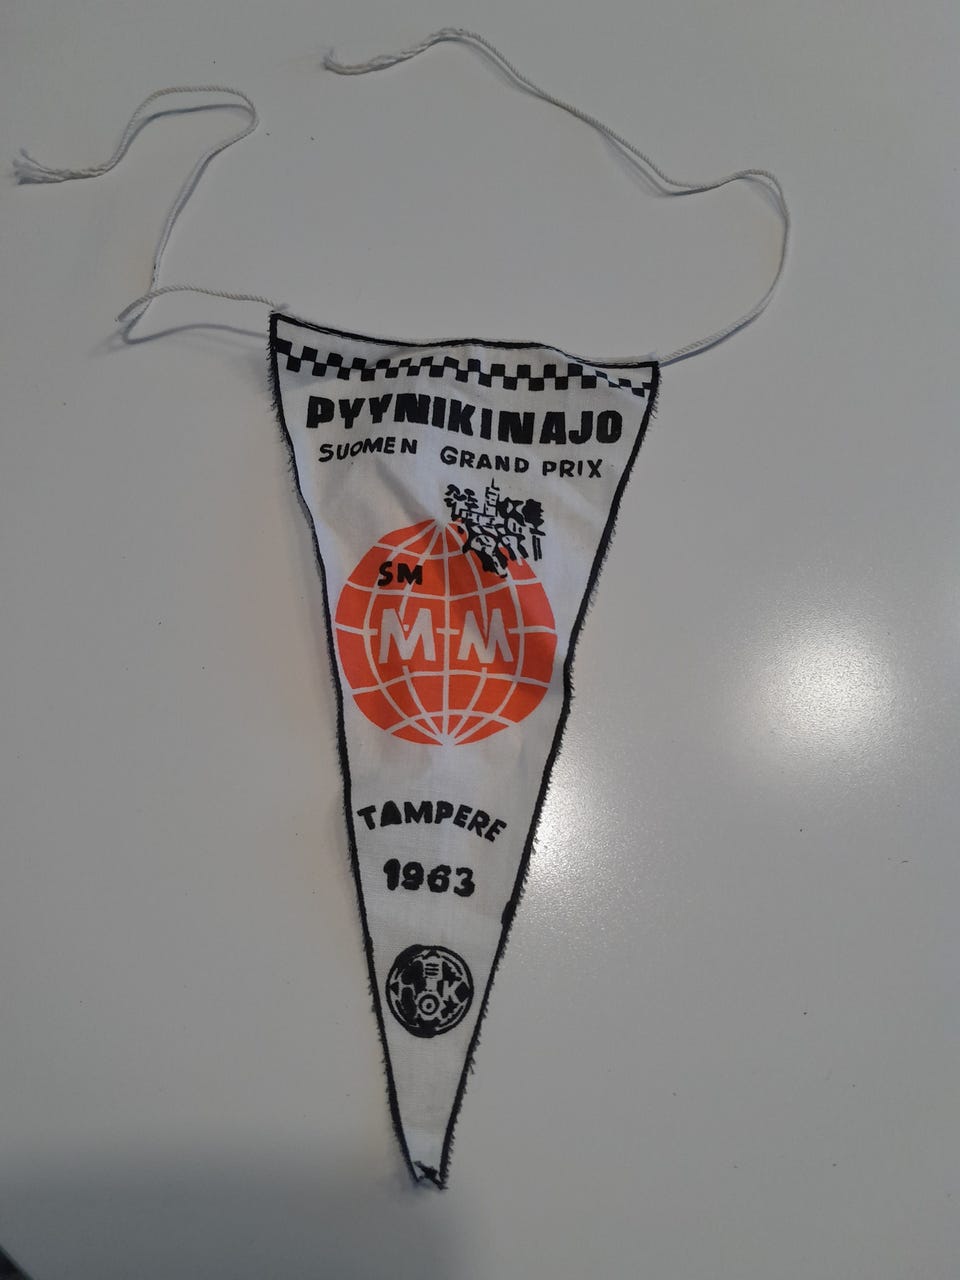 PYYNIKINAJO
SUOMEN GRAND PRIX
SM
MM
TAMPERE
1963